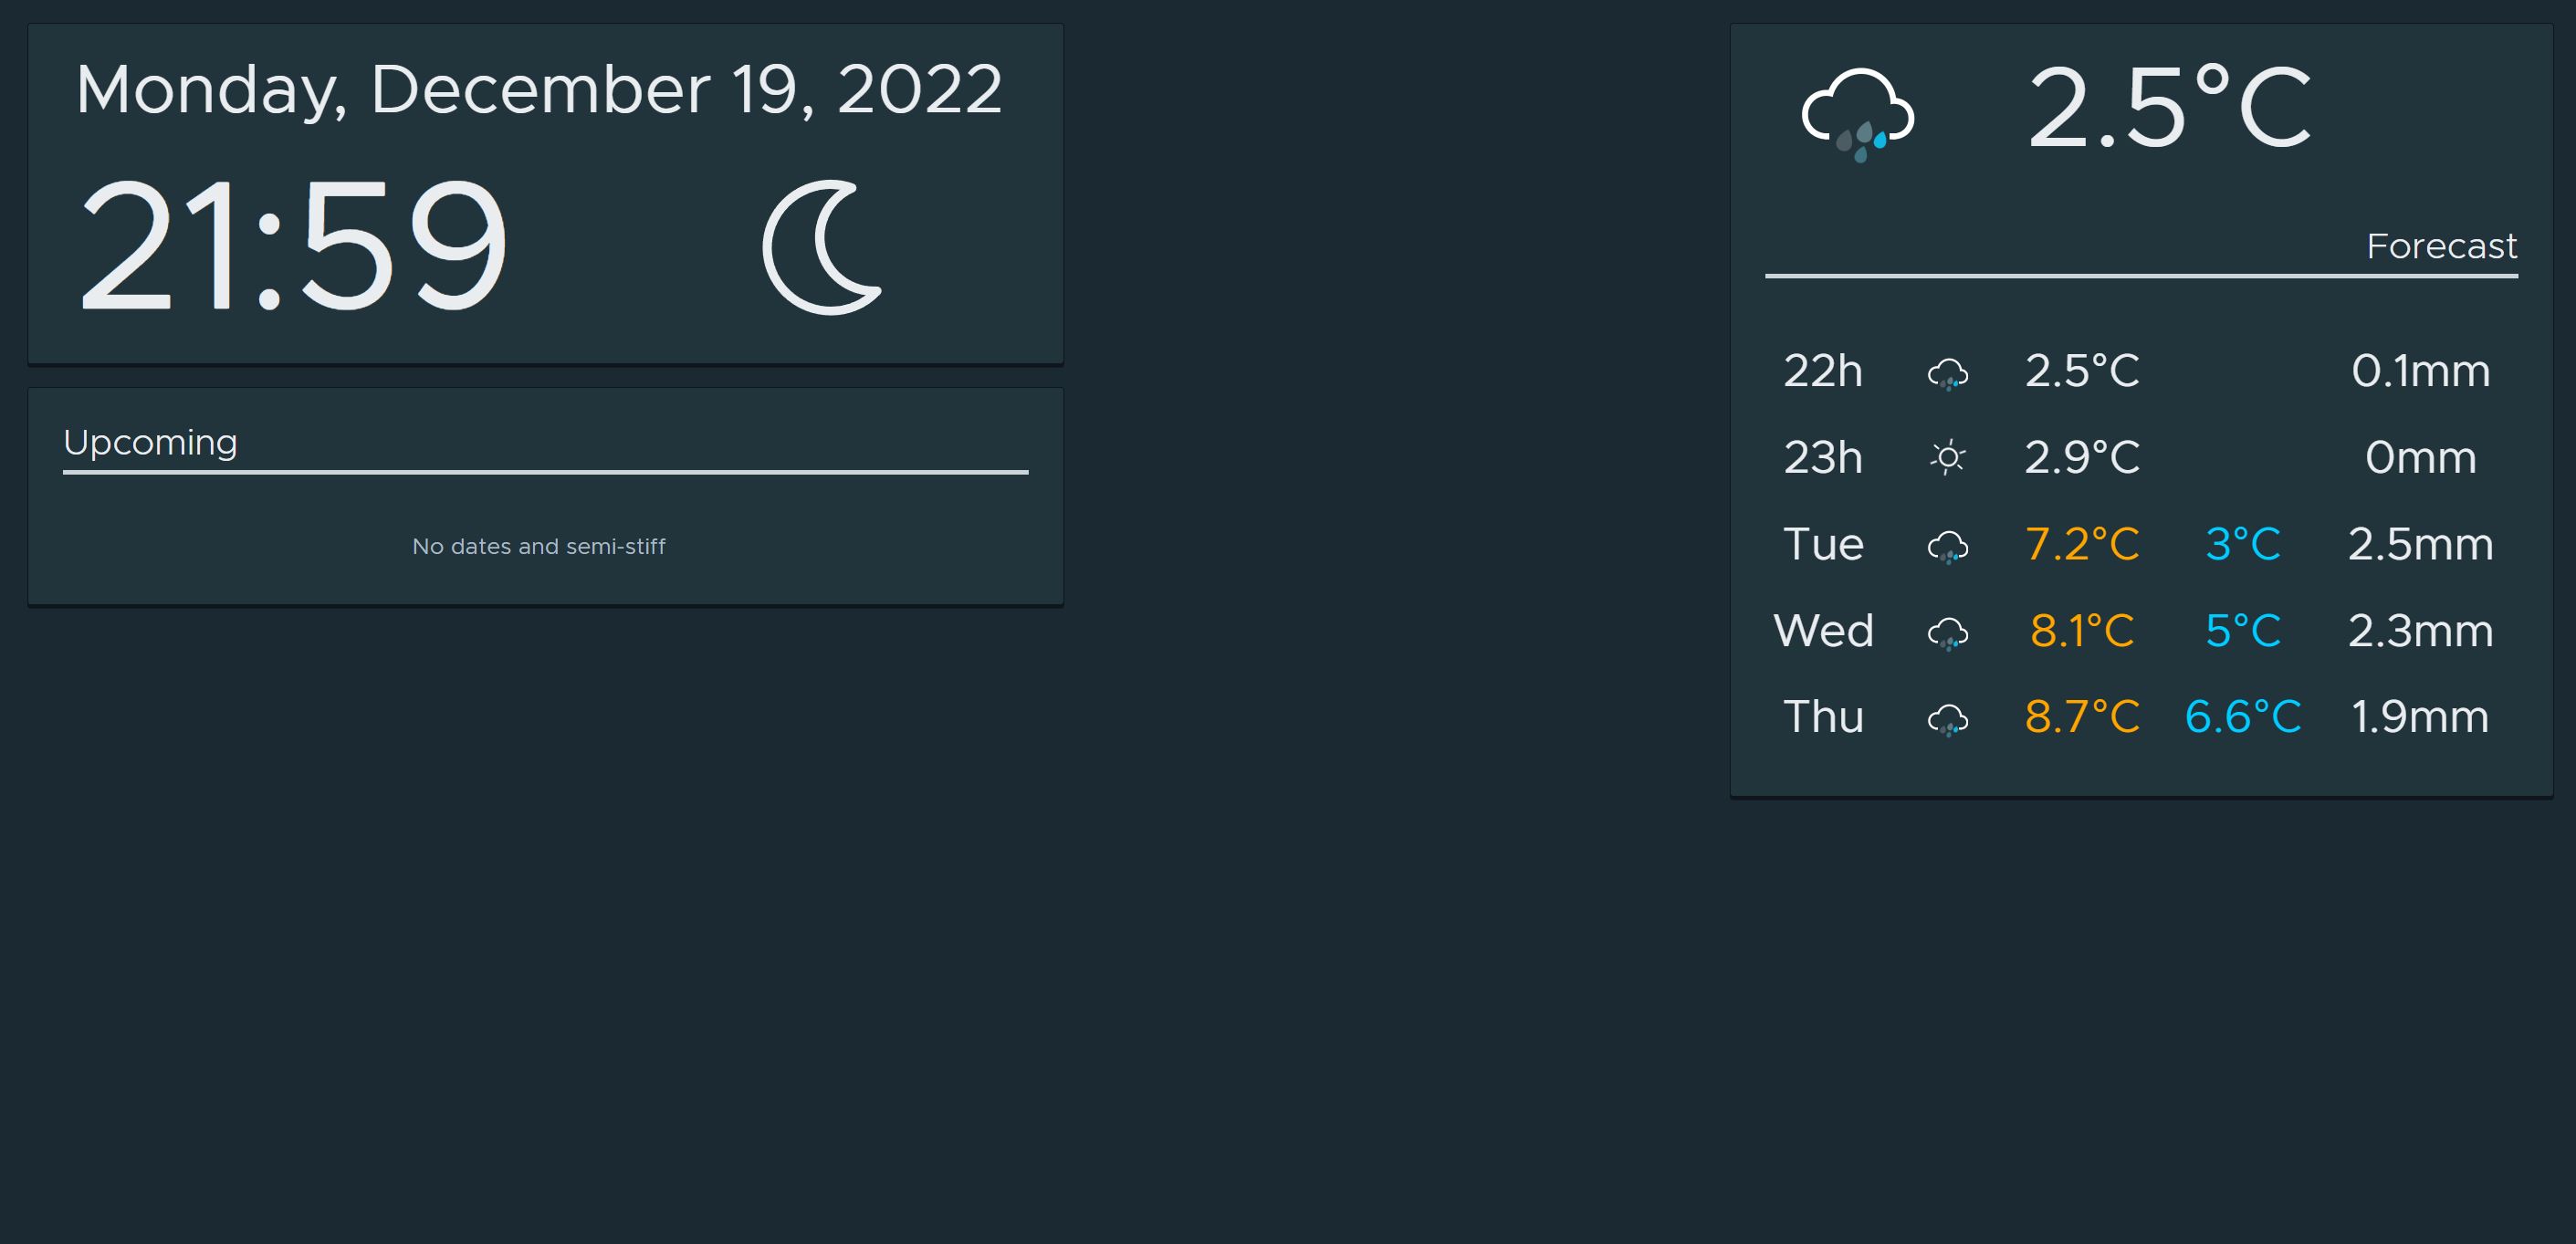 Monday, December 19, 2022
21:59
Upcoming
No dates and semi-stiff
2.5°C
Forecast
22h 2.5°C 0.1mm
23h 2.9°C 0mm
Tue 7.2°C 3°C 2.5mm
Wed 8.1°C 5°C 2.3mm
Thu 8.7°C 6.6°C 1.9mm